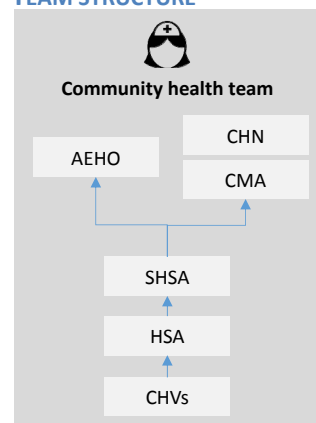 TEAM STRUCTURE
Community health team
CHN
AEHO
CMA
SHSA
HSA
CHVs